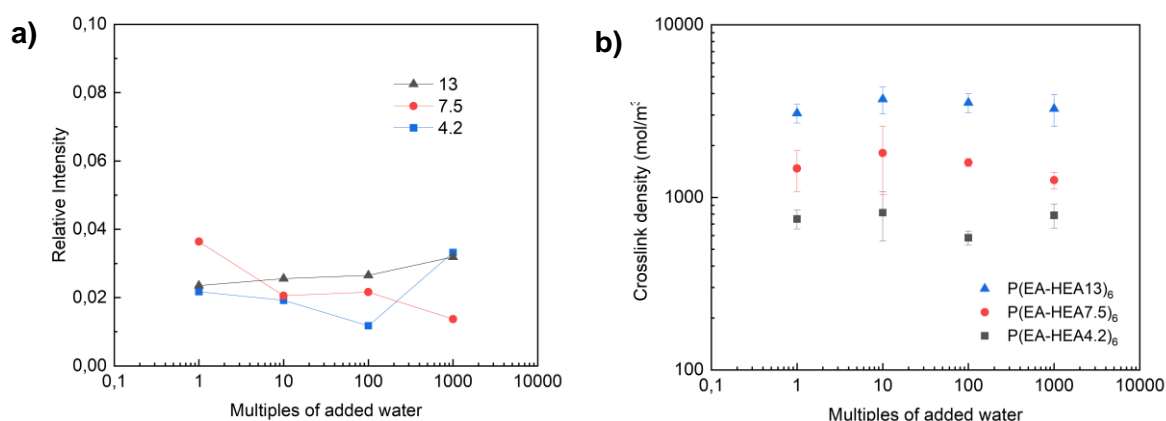 a)
0,10
0,08
0,06
0,04
0,02
0,00
Relative Intensity
13
7.5
4.2
0,1
1
10
100
1000
10000
Multiples of added water
b)
10000
1000
100
Crosslink density (mol/m³)
P(EA-HEA13)₆
P(EA-HEA7.5)₆
P(EA-HEA4.2)₆
0,1
1
10
100
1000
10000
Multiples of added water